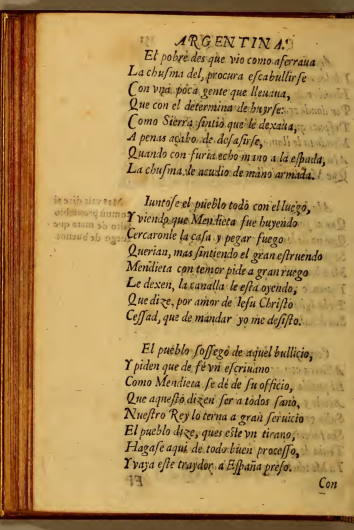 ARGENTINA.
El pobre des que vio como aferraua
La chusma del, procura escabullirse
Con vna poca gente que lleuaua,
Que con el determina de huyrse:
Como Sierra sintio que le dexaua,
A penas acabo de desasirse,
Quando con furia echo mano a la espada,
La chusma le acudio de mano armada.
Iuntose el pueblo todo con el luego,
Y viendo que Mendieta fue huyendo
Cercaronle la casa y pegar fuego
Querian, mas sintiendo el gran estruendo
Mendieta con temor pide a gran ruego
Le dexen, la canalla le esta oyendo,
Que dize, por amor de Iesu Christo
Cessad, que de mandar yo me desisto.
El pueblo sossegò de aquel bullicio,
Y piden que de fè vn escriuano
Como Mendieta se dè de su officio,
Que aquesto dizen ser a todos sano,
Nuestro Rey lo terna a gran seruicio
El pueblo dize, ques este vn tirano,
Hagase aqui de todo buen processo,
Y vaya este traydor a España preso.
Con